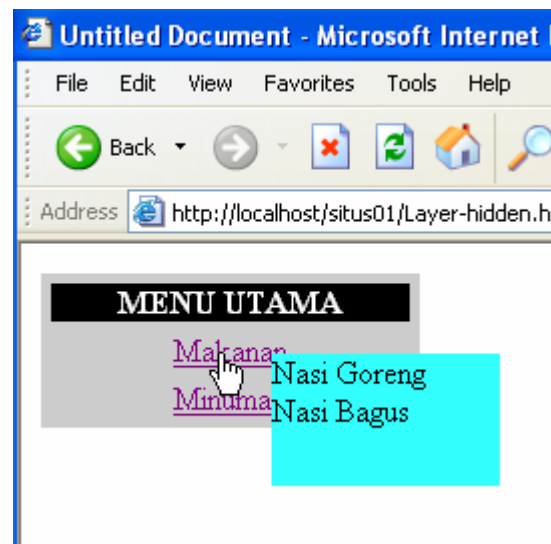 Untitled Document - Microsoft Internet
File Edit View Favorites Tools Help
Back
Address http://localhost/situs01/Layer-hidden.h
MENU UTAMA
Makanan
Minuma
Nasi Goreng
Nasi Bagus